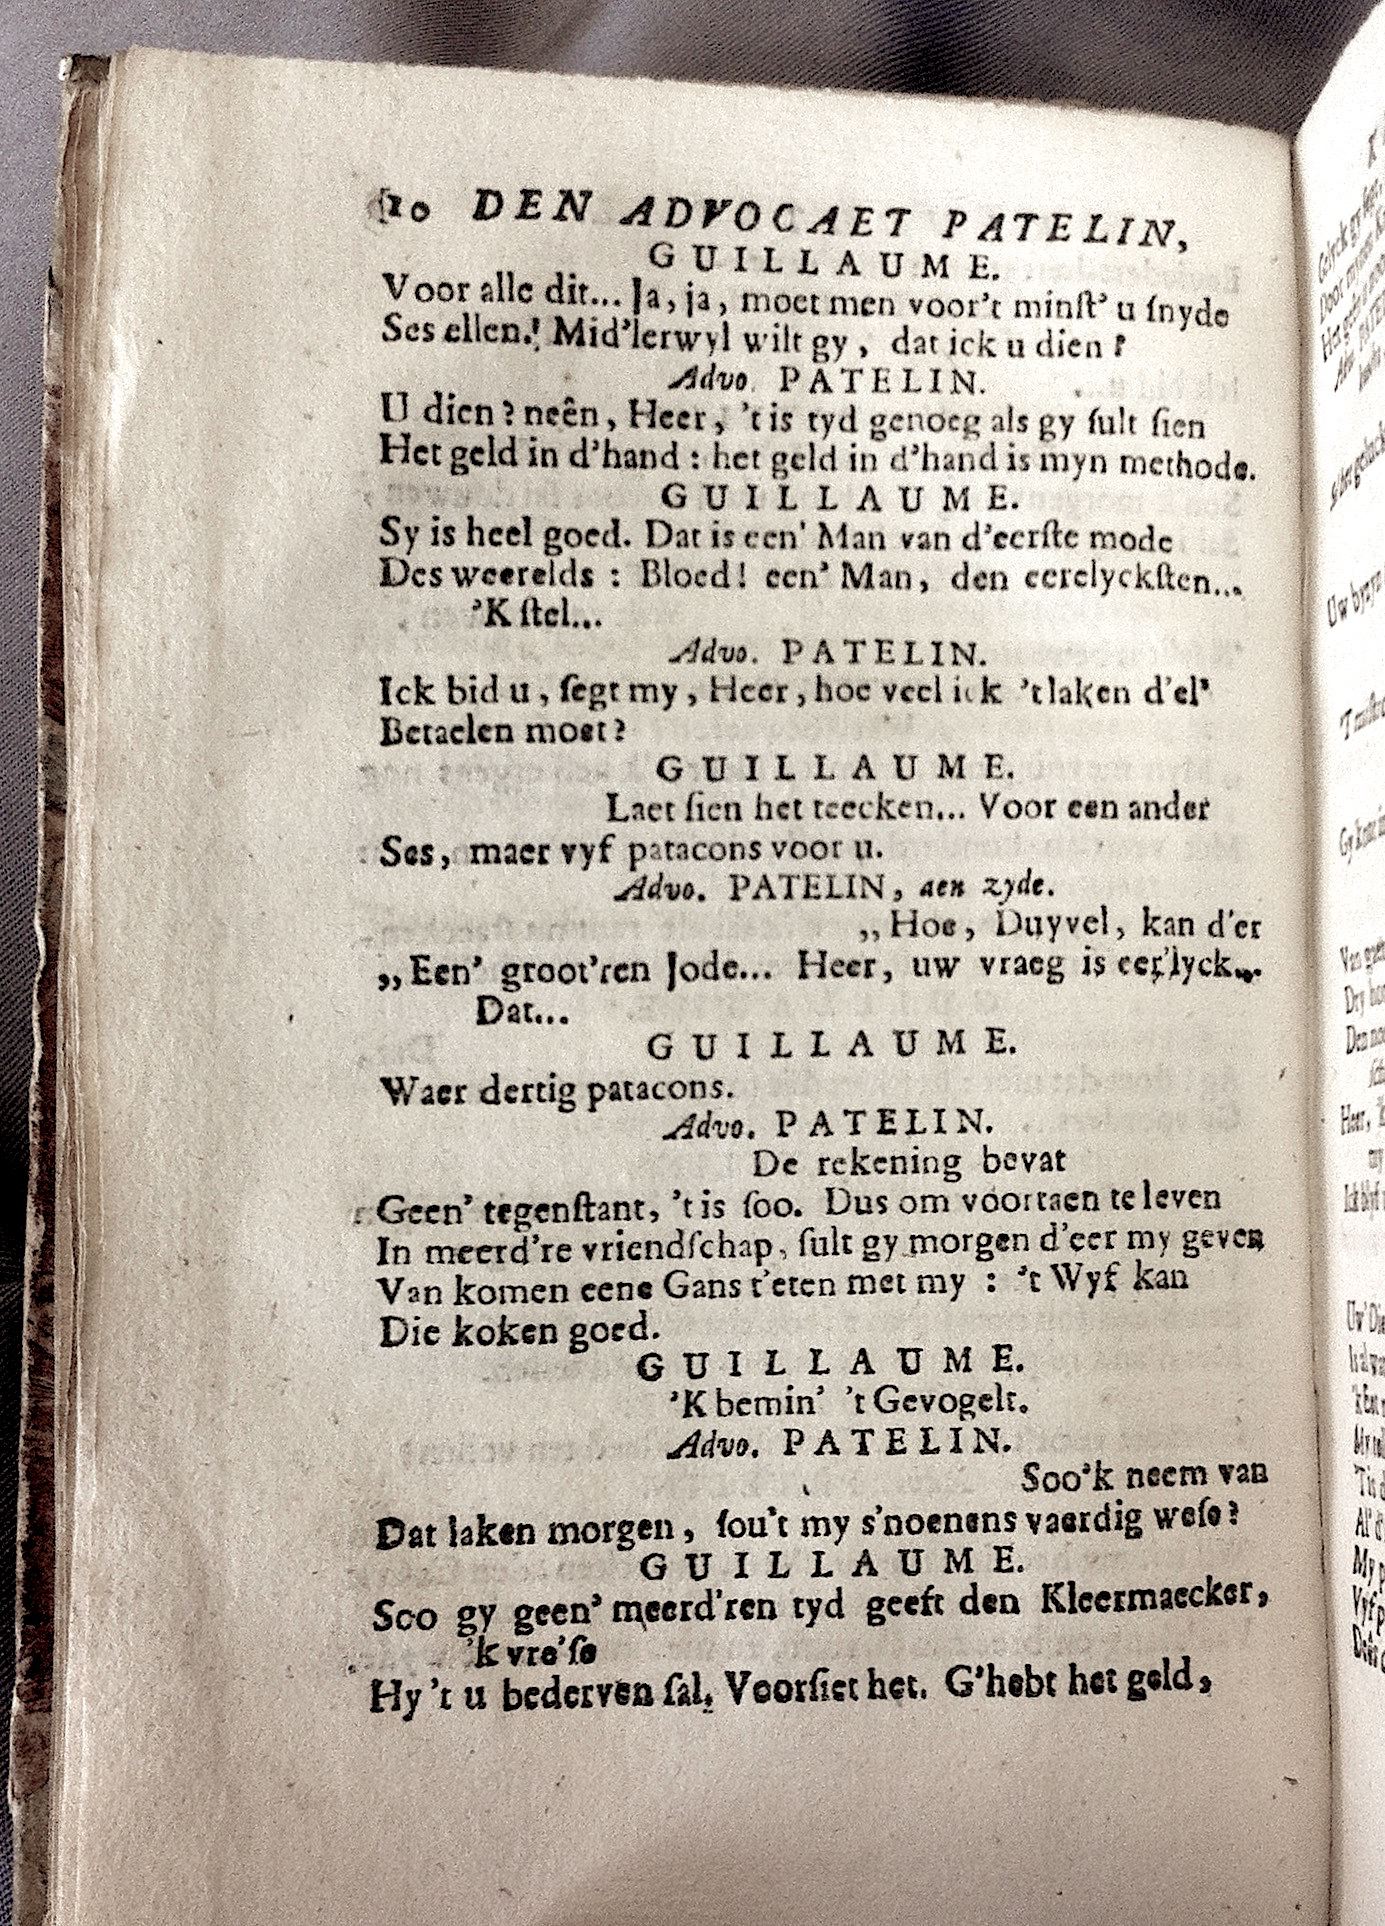 10 DEN ADVOCAET PATELIN,
GUILLAUME.
Voor alle dit... Ja, ja, moet men voor't minſt' u ſnyde
Ses ellen.! Mid'lerwyl wilt gy, dat ick u dien?
Advo. PATELIN.
U dien? neên, Heer, 't is tyd genoeg als gy ſult ſien
Het geld in d'hand: het geld in d'hand is myn methode.
GUILLAUME.
Sy is heel goed. Dat is een' Man van d'eerſte mode
Des weerelds: Bloed! een' Man, den eerelyckſten...
'K ſtel...
Advo. PATELIN.
Ick bid u, ſegt my, Heer, hoe veel ick 't laken d'el'
Betaelen moet?
GUILLAUME.
Laet ſien het teecken... Voor een ander
Ses, maer vyf patacons voor u.
Advo. PATELIN, aen zyde.
„Hoe, Duyvel, kan d'er
„Een' groot'ren Jode... Heer, uw vraeg is eer'lyck...
Dat...
GUILLAUME.
Waer dertig patacons.
Advo. PATELIN.
De rekening bevat
Geen' tegenſtant, 't is ſoo. Dus om voortaen te leven
In meerd're vriendſchap, ſult gy morgen d'eer my geven
Van komen eene Gans t'eten met my: 't Wyf kan
Die koken goed.
GUILLAUME.
'K bemin' 't Gevogelt.
Advo. PATELIN.
Soo'k neem van
Dat laken morgen, ſou't my s'noenens vaerdig weſe?
GUILLAUME.
Soo gy geen' meerd'ren tyd geeft den Kleermaecker,
'k vre'ſe
Hy 't u bederven ſal. Voorſiet het. G'hebt het geld,